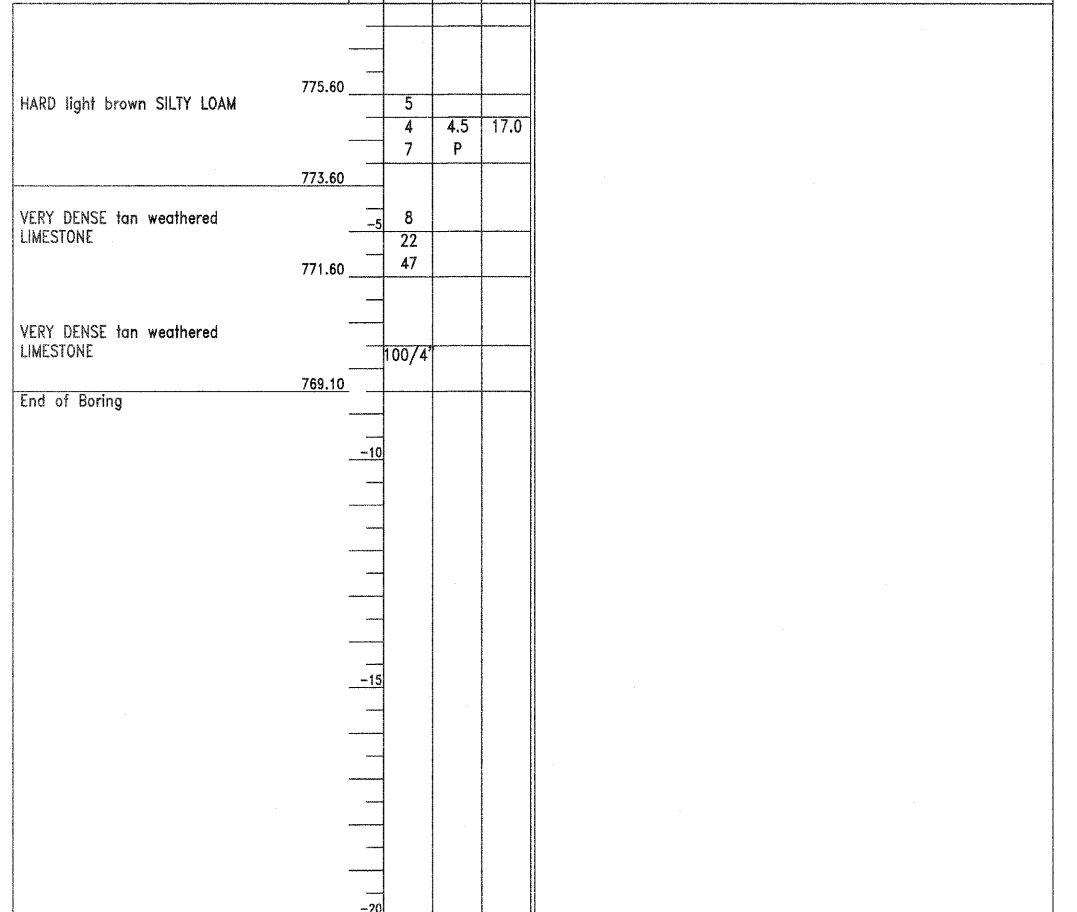 775.60
HARD light brown SILTY LOAM
5
4 4.5 17.0
7 P
773.60
VERY DENSE tan weathered
LIMESTONE
-5
8
22
47
771.60
VERY DENSE tan weathered
LIMESTONE
100/4"
769.10
End of Boring
-10
-15
-20